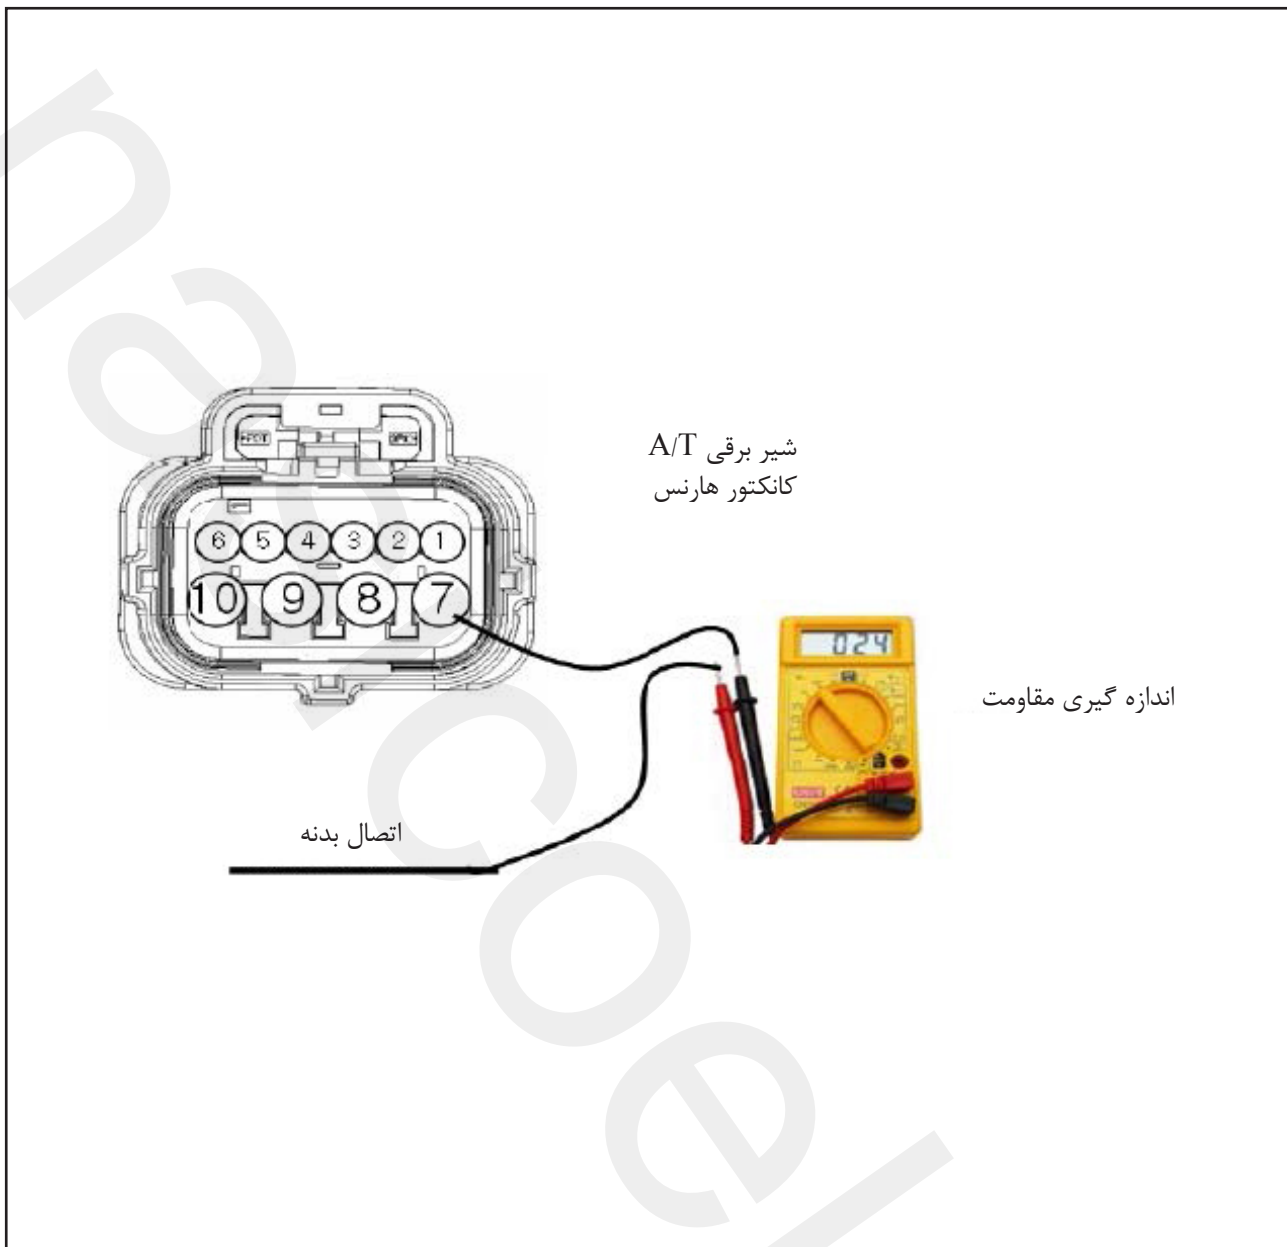 شیر برقی A/T
کانکتور هارنس
6 5 4 3 2 1
10 9 8 7
024
اندازه گیری مقاومت
اتصال بدنه